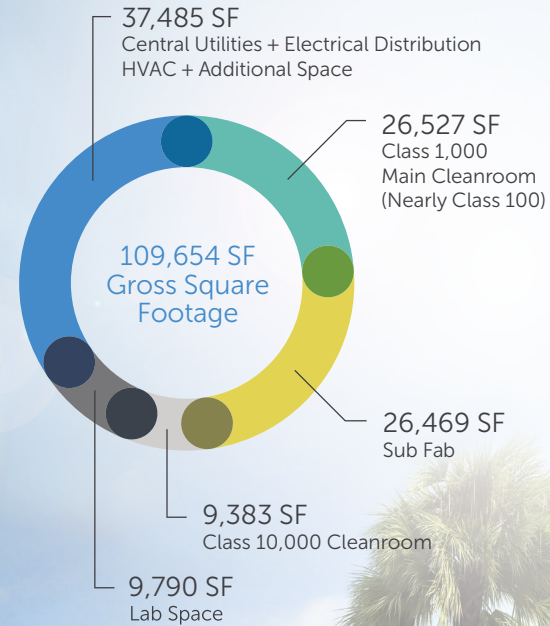 37,485 SF
Central Utilities + Electrical Distribution
HVAC + Additional Space
26,527 SF
Class 1,000
Main Cleanroom
(Nearly Class 100)
109,654 SF
Gross Square
Footage
26,469 SF
Sub Fab
9,383 SF
Class 10,000 Cleanroom
9,790 SF
Lab Space